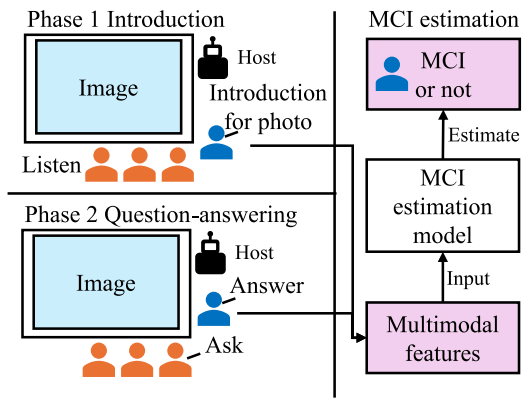 Phase 1 Introduction
Host
Image
Introduction
for photo
Listen
Phase 2 Question-answering
Host
Image
Answer
Ask
MCI estimation
MCI
or not
Estimate
MCI
estimation
model
Input
Multimodal
features